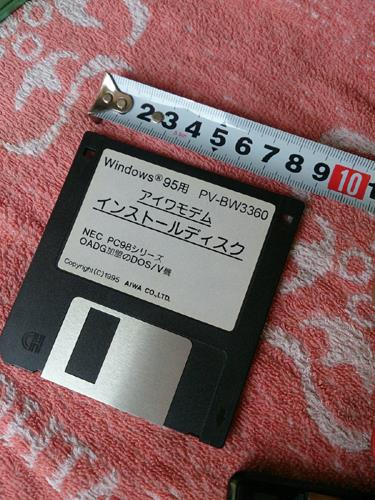 2 3 4 5 6 7 8 9 10
Windows®95用 PV-BW3360
アイワモデム
インストールディスク
NEC PC98シリーズ
OADG加盟のDOS/V機
Copyright(C)1995 AIWA CO.,LTD.